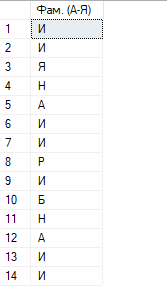 Фам. (А-Я)
1 И
2 И
3 Я
4 Н
5 А
6 И
7 И
8 Р
9 И
10 Б
11 Н
12 А
13 И
14 И